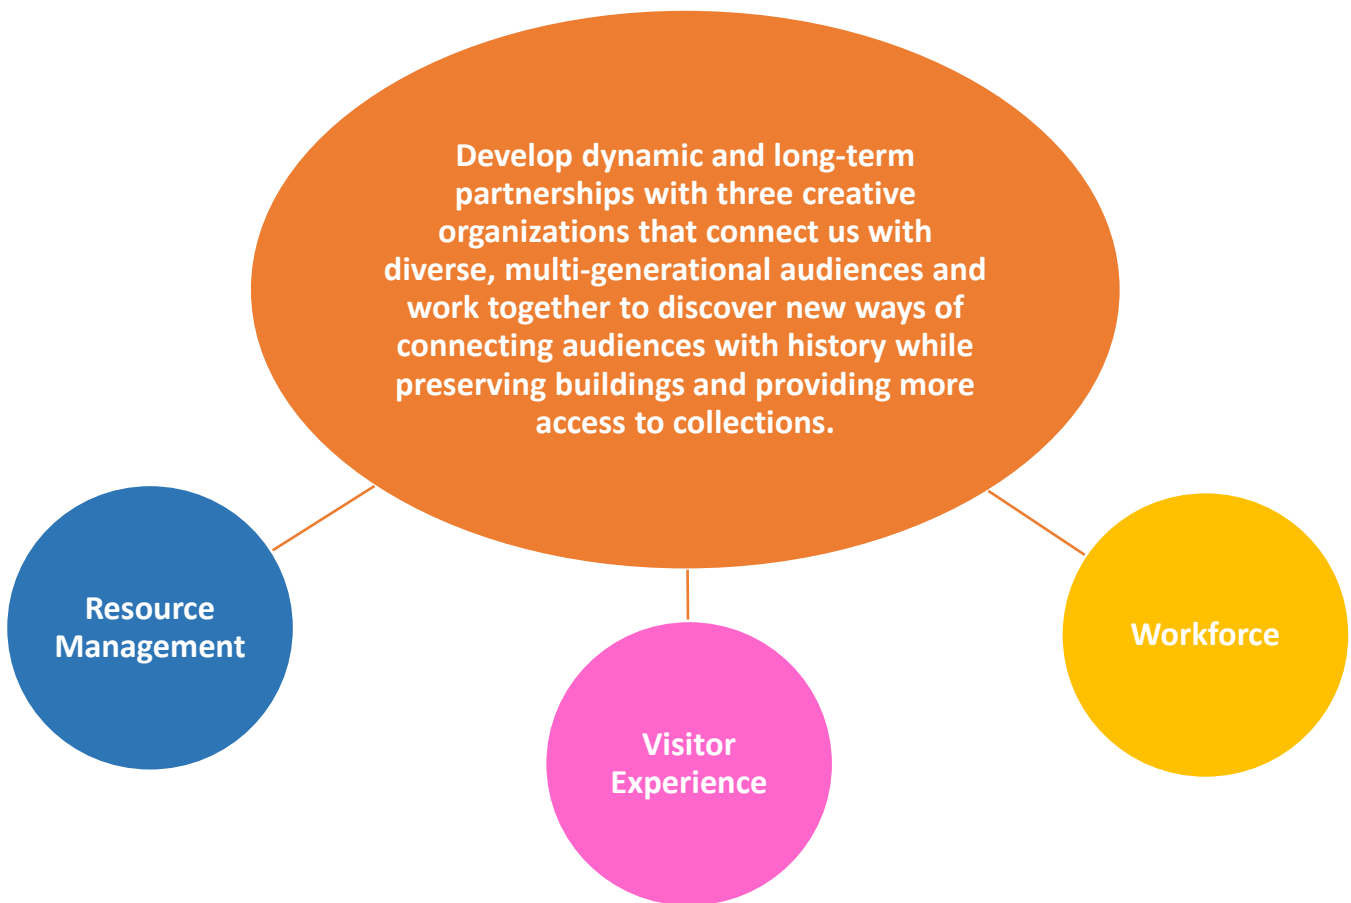 Develop dynamic and long-term
partnerships with three creative
organizations that connect us with
diverse, multi-generational audiences and
work together to discover new ways of
connecting audiences with history while
preserving buildings and providing more
access to collections.
Resource
Management
Visitor
Experience
Workforce